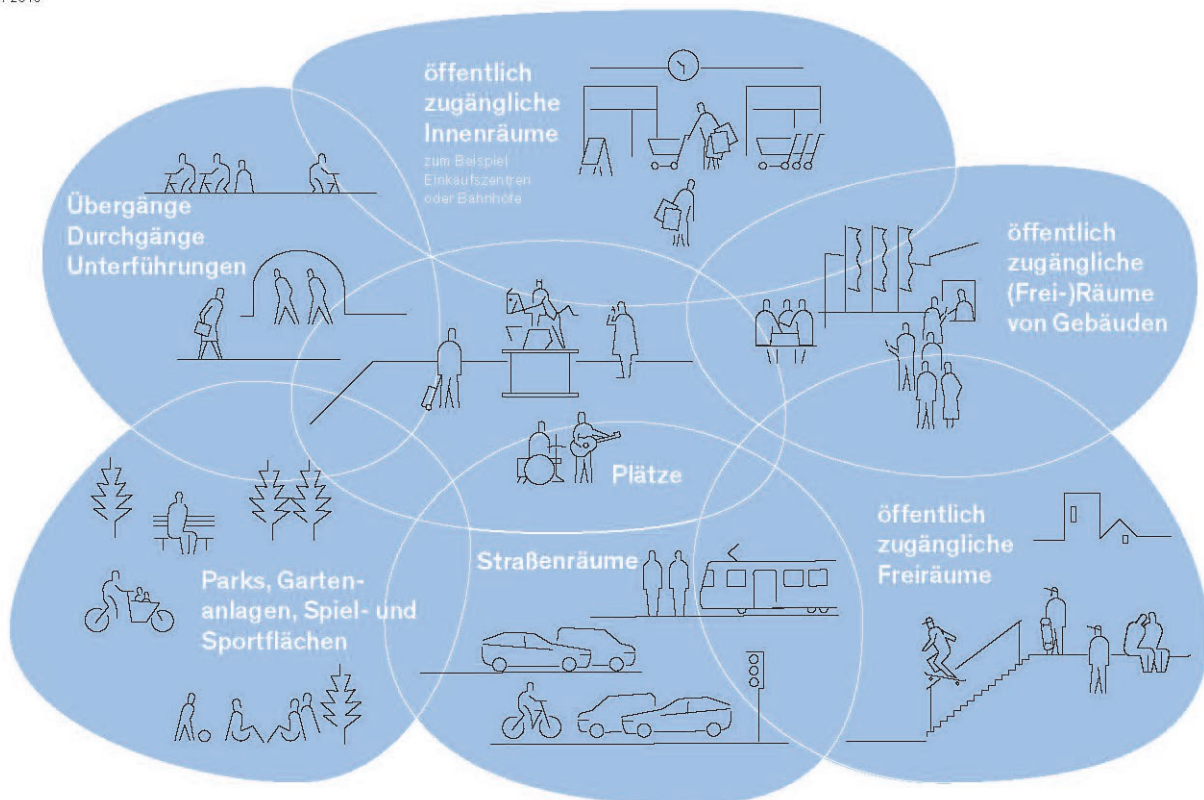 öffentlich
zugängliche
Innenräume
zum Beispiel
Einkaufszentren
oder Bahnhöfe
Übergänge
Durchgänge
Unterführungen
öffentlich
zugängliche
(Frei-)Räume
von Gebäuden
Plätze
Straßenräume
öffentlich
zugängliche
Freiräume
Parks, Garten-
anlagen, Spiel- und
Sportflächen